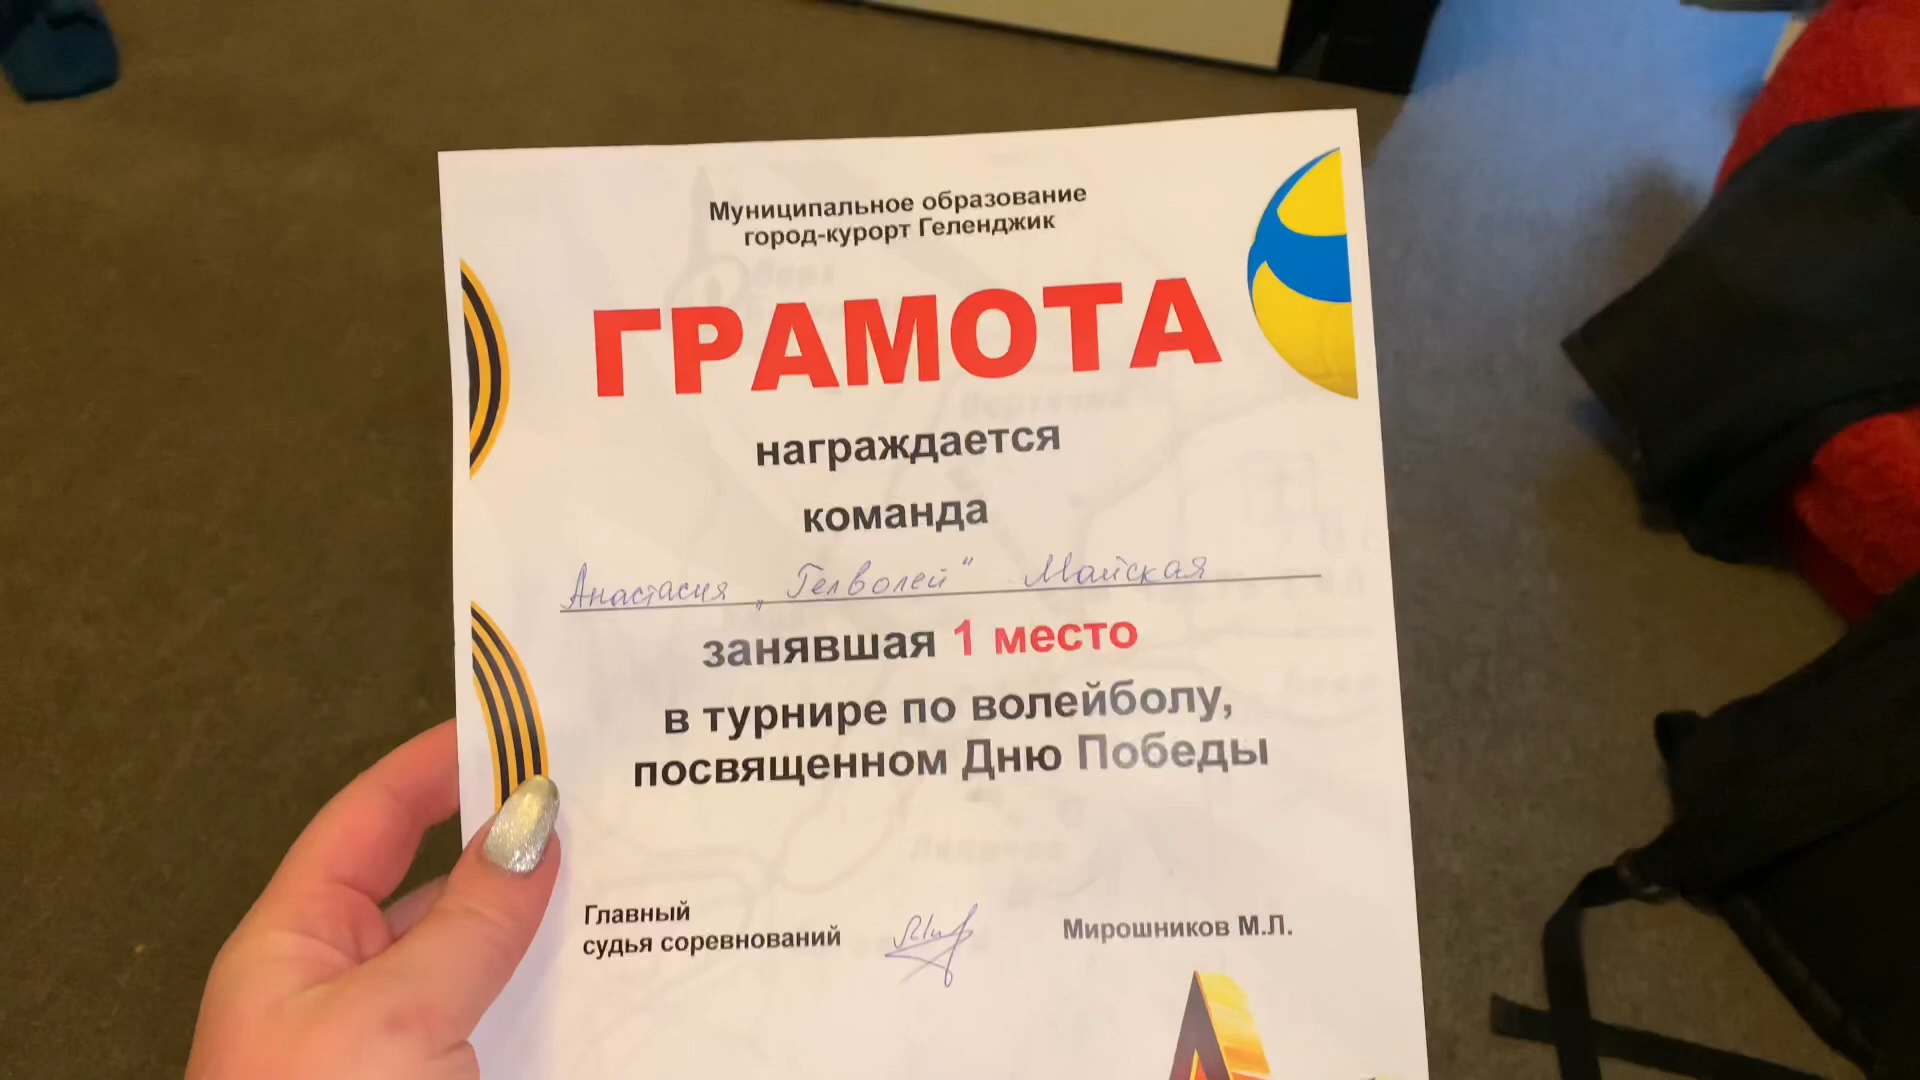 Муниципальное образование
город-курорт Геленджик
ГРАМОТА
награждается
команда
Анастасия „Гелволей“ Майская
занявшая 1 место
в турнире по волейболу,
посвященном Дню Победы
Главный
судья соревнований
Мирошников М.Л.